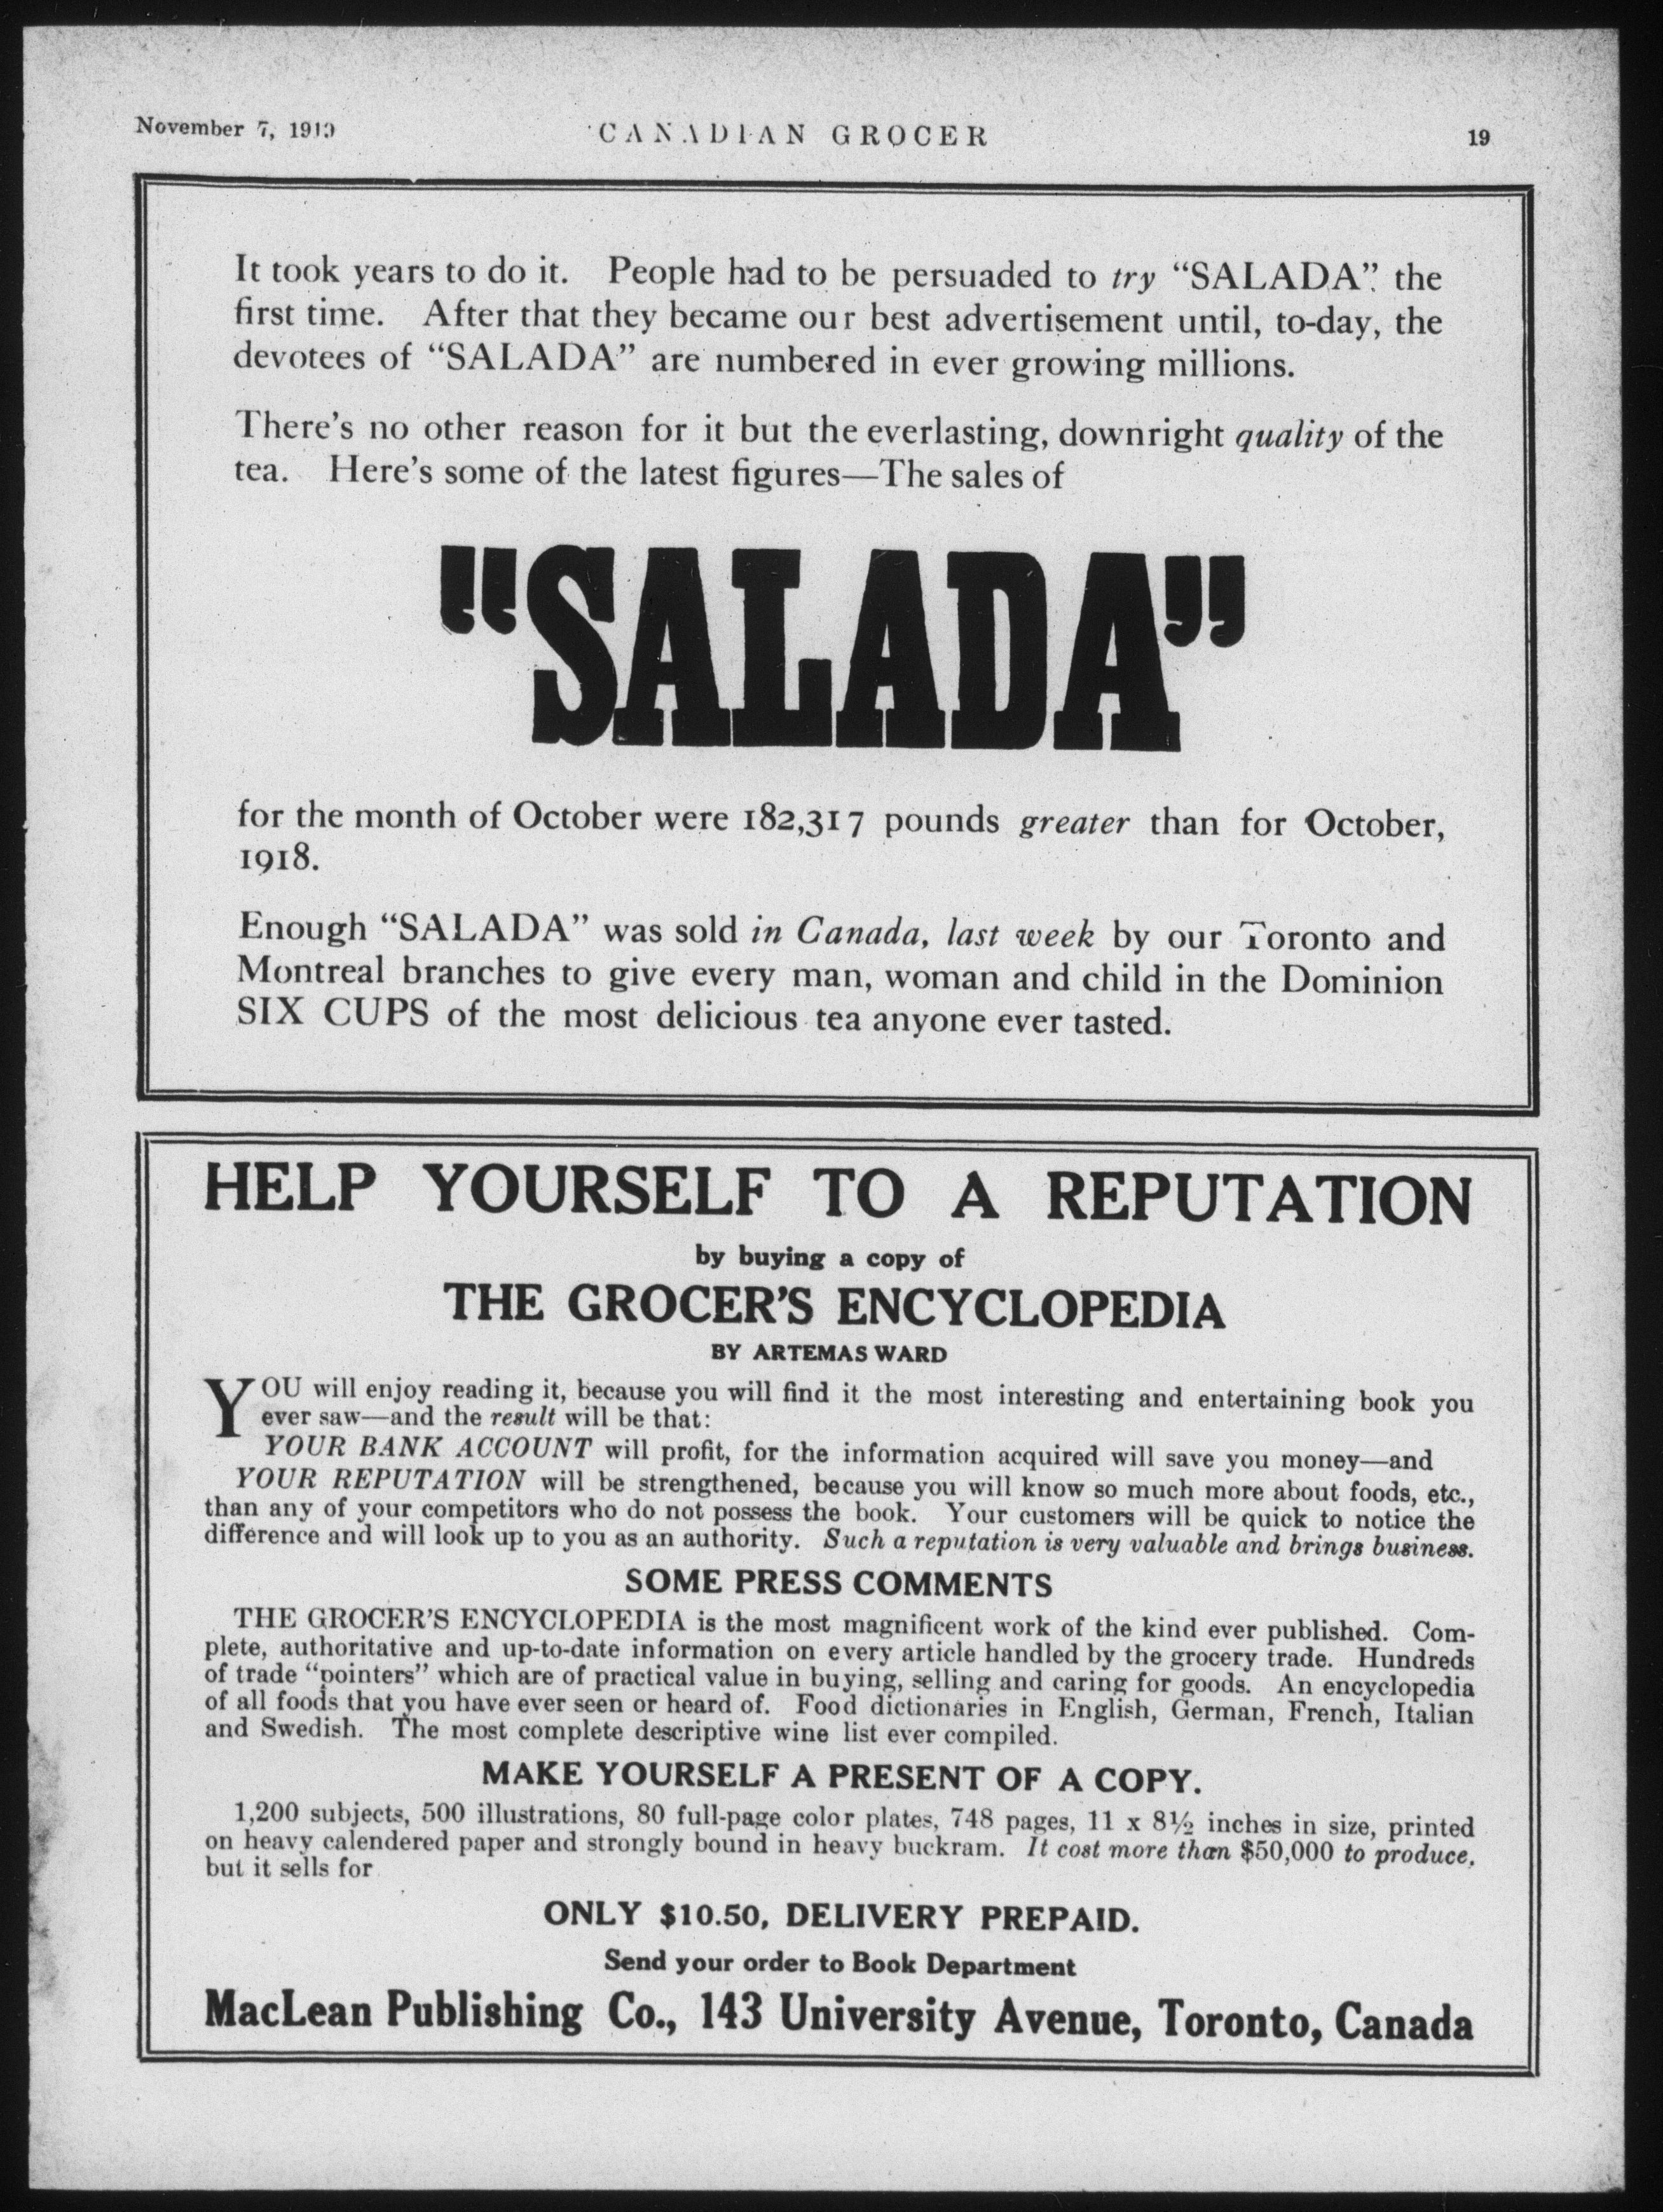 November 7, 1919
CANADIAN GROCER
19
It took years to do it. People had to be persuaded to try “SALADA” the
first time. After that they became our best advertisement until, to-day, the
devotees of “SALADA” are numbered in ever growing millions.
There’s no other reason for it but the everlasting, downright quality of the
tea. Here’s some of the latest figures—The sales of
“SALADA”
for the month of October were 182,317 pounds greater than for October,
1918.
Enough “SALADA” was sold in Canada, last week by our Toronto and
Montreal branches to give every man, woman and child in the Dominion
SIX CUPS of the most delicious tea anyone ever tasted.
HELP YOURSELF TO A REPUTATION
by buying a copy of
THE GROCER’S ENCYCLOPEDIA
BY ARTEMAS WARD
YOU will enjoy reading it, because you will find it the most interesting and entertaining book you
ever saw—and the result will be that:
YOUR BANK ACCOUNT will profit, for the information acquired will save you money—and
YOUR REPUTATION will be strengthened, because you will know so much more about foods, etc.,
than any of your competitors who do not possess the book. Your customers will be quick to notice the
difference and will look up to you as an authority. Such a reputation is very valuable and brings business.
SOME PRESS COMMENTS
THE GROCER’S ENCYCLOPEDIA is the most magnificent work of the kind ever published. Com-
plete, authoritative and up-to-date information on every article handled by the grocery trade. Hundreds
of trade “pointers” which are of practical value in buying, selling and caring for goods. An encyclopedia
of all foods that you have ever seen or heard of. Food dictionaries in English, German, French, Italian
and Swedish. The most complete descriptive wine list ever compiled.
MAKE YOURSELF A PRESENT OF A COPY.
1,200 subjects, 500 illustrations, 80 full-page color plates, 748 pages, 11 x 8½ inches in size, printed
on heavy calendered paper and strongly bound in heavy buckram. It cost more than $50,000 to produce,
but it sells for
ONLY $10.50, DELIVERY PREPAID.
Send your order to Book Department
MacLean Publishing Co., 143 University Avenue, Toronto, Canada